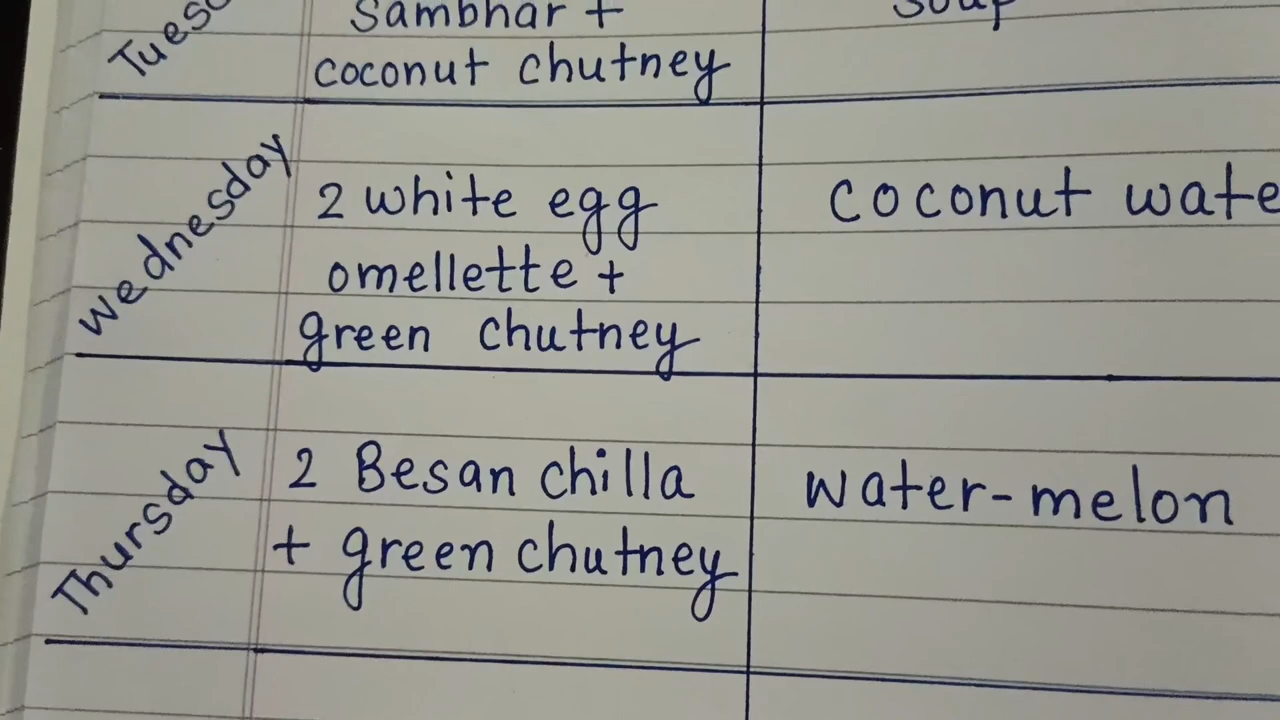 Sambhar +
coconut chutney
soup
Wednesday
2 white egg
omellette +
green chutney
coconut wate
Thursday
2 Besan chilla
+ green chutney
water-melon